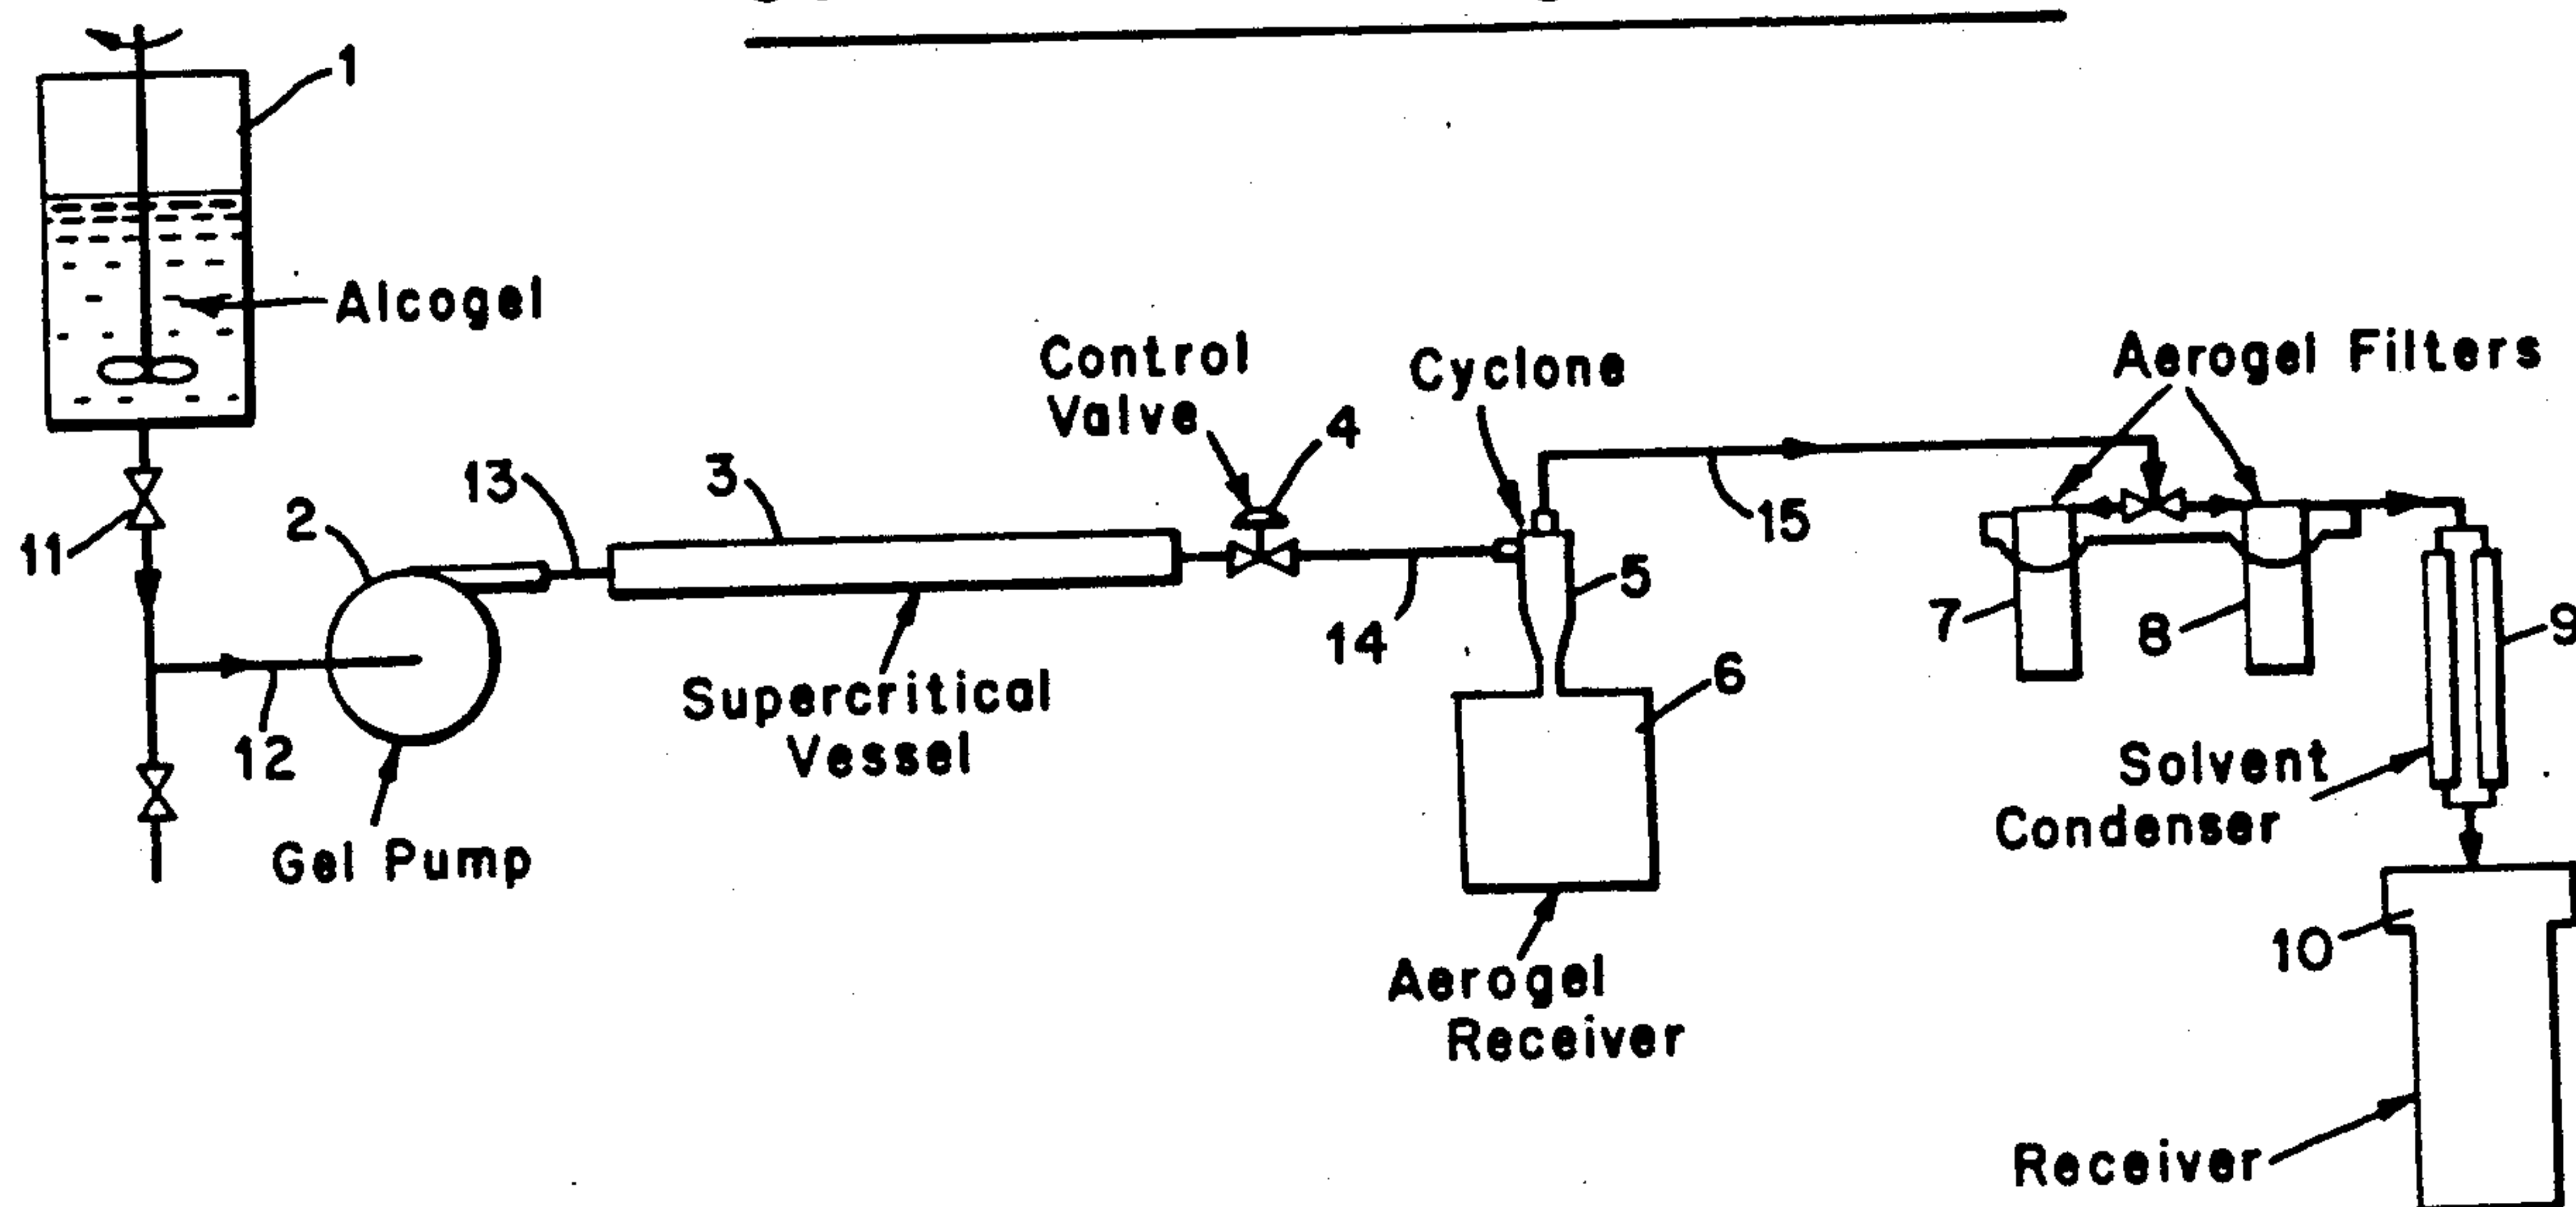 1
Alcogel
Control
Valve
Cyclone
Aerogel Filters
4
13
3
2
11
15
5
14
7
8
9
12
Supercritical
Vessel
6
Gel Pump
Solvent
Condenser
10
Aerogel
Receiver
Receiver